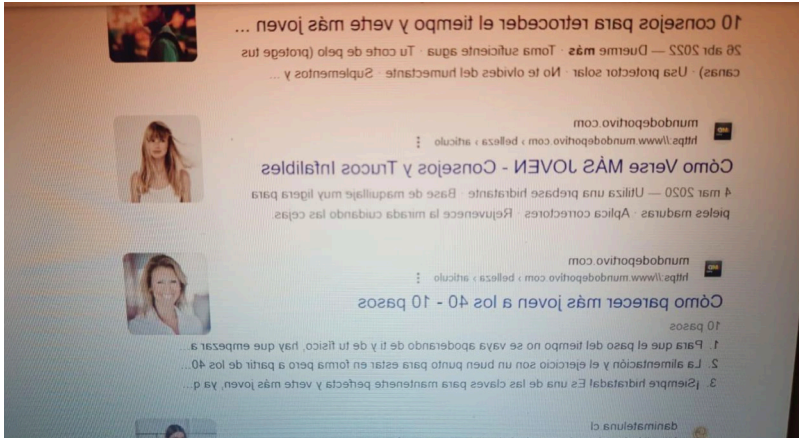 10 consejos para retroceder el tiempo y verte más joven ...
26 abr 2022 — Duerme más · Toma suficiente agua · Tu corte de pelo (protege tus
canas) · Usa protector solar · No te olvides del humectante · Suplementos y ...
mundodeportivo.com
https://www.mundodeportivo.com › belleza › articulo
Cómo Verse MÁS JOVEN - Consejos y Trucos Infalibles
4 mar 2020 — Utiliza una prebase hidratante · Base de maquillaje muy ligera para
pieles maduras · Aplica correctores · Rejuvenece la mirada cuidando las cejas.
mundodeportivo.com
https://www.mundodeportivo.com › belleza › articulo
Cómo parecer más joven a los 40 - 10 pasos
10 pasos
1. Para que el paso del tiempo no se vaya apoderando de ti y de tu físico, hay que empezar a...
2. La alimentación y el ejercicio son un buen punto para estar en forma pero a partir de los 40...
3. ¡Siempre hidratada! Es una de las claves para mantenerte perfecta y verte más joven, ya q...
danimateluna.cl